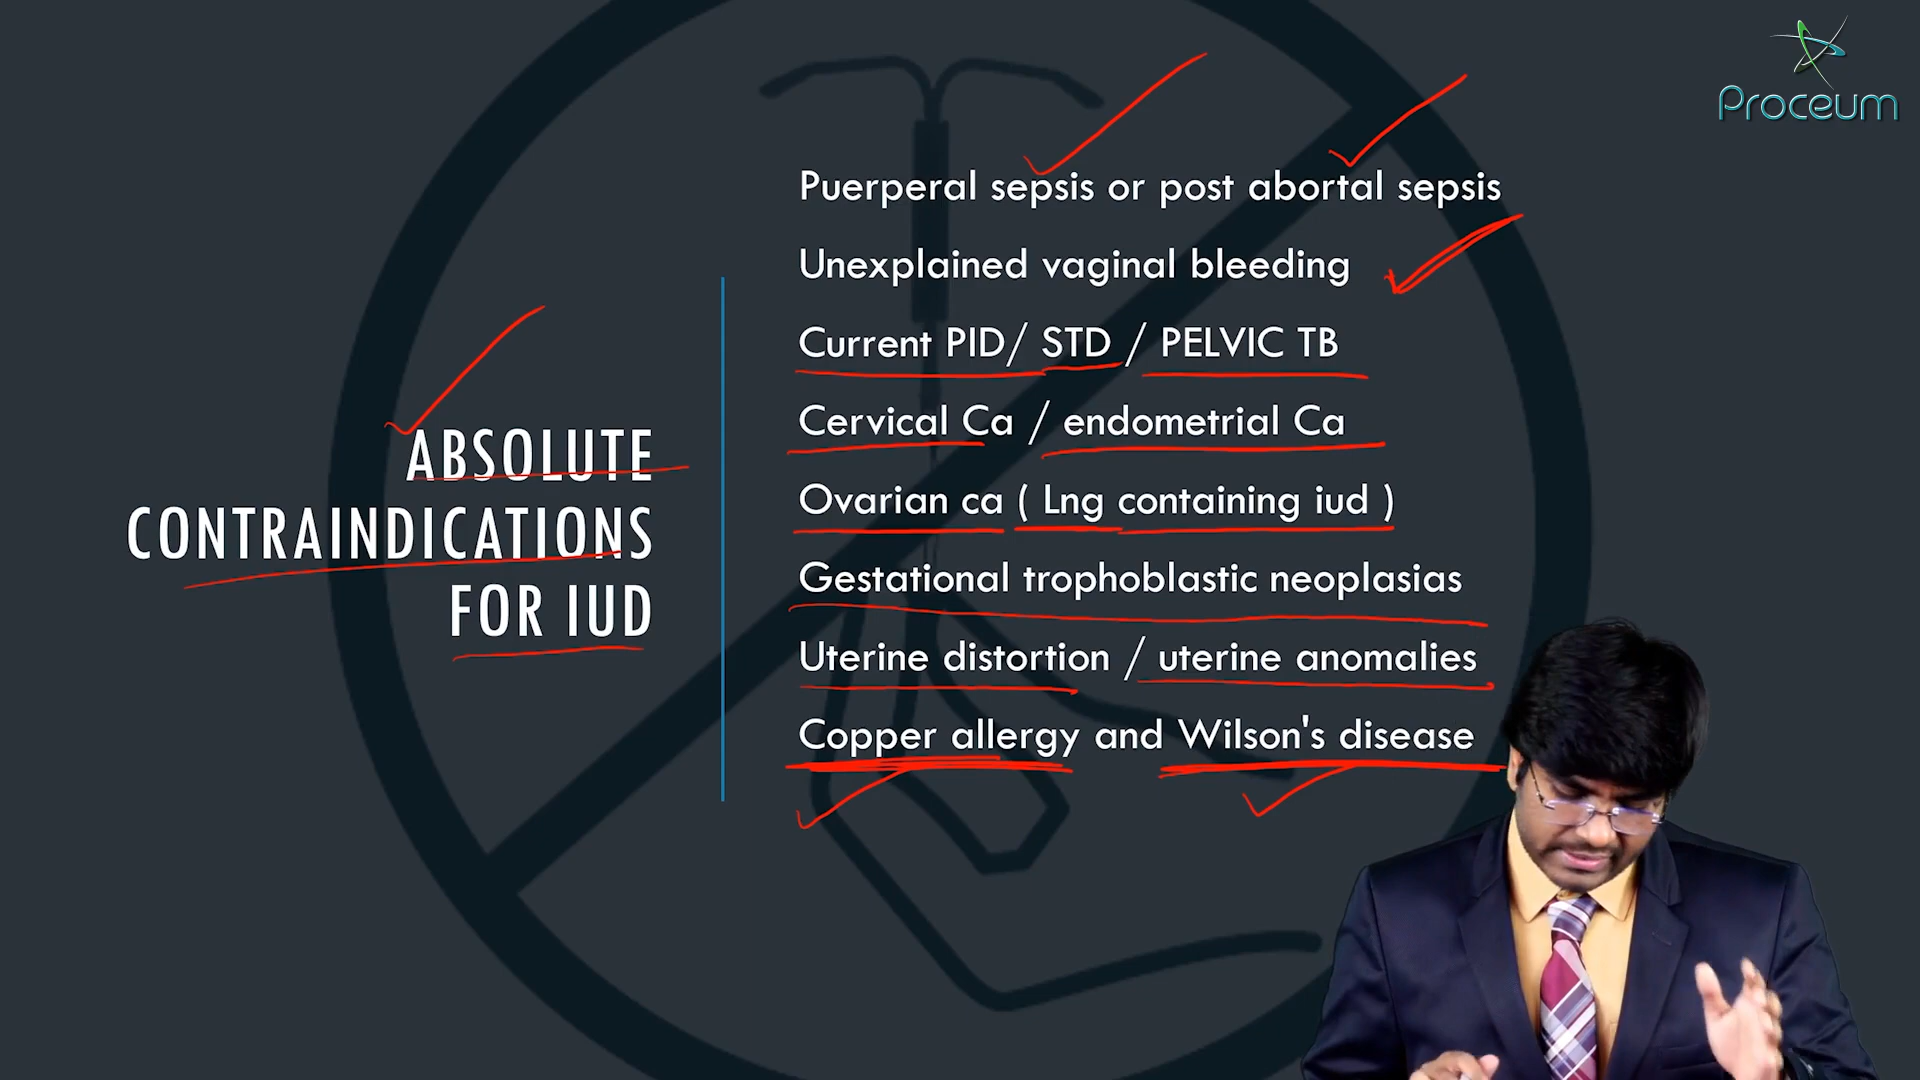 Proceum
ABSOLUTE
CONTRAINDICATIONS
FOR IUD
Puerperal sepsis or post abortal sepsis
Unexplained vaginal bleeding
Current PID/ STD / PELVIC TB
Cervical Ca / endometrial Ca
Ovarian ca ( Lng containing iud )
Gestational trophoblastic neoplasias
Uterine distortion / uterine anomalies
Copper allergy and Wilson's disease